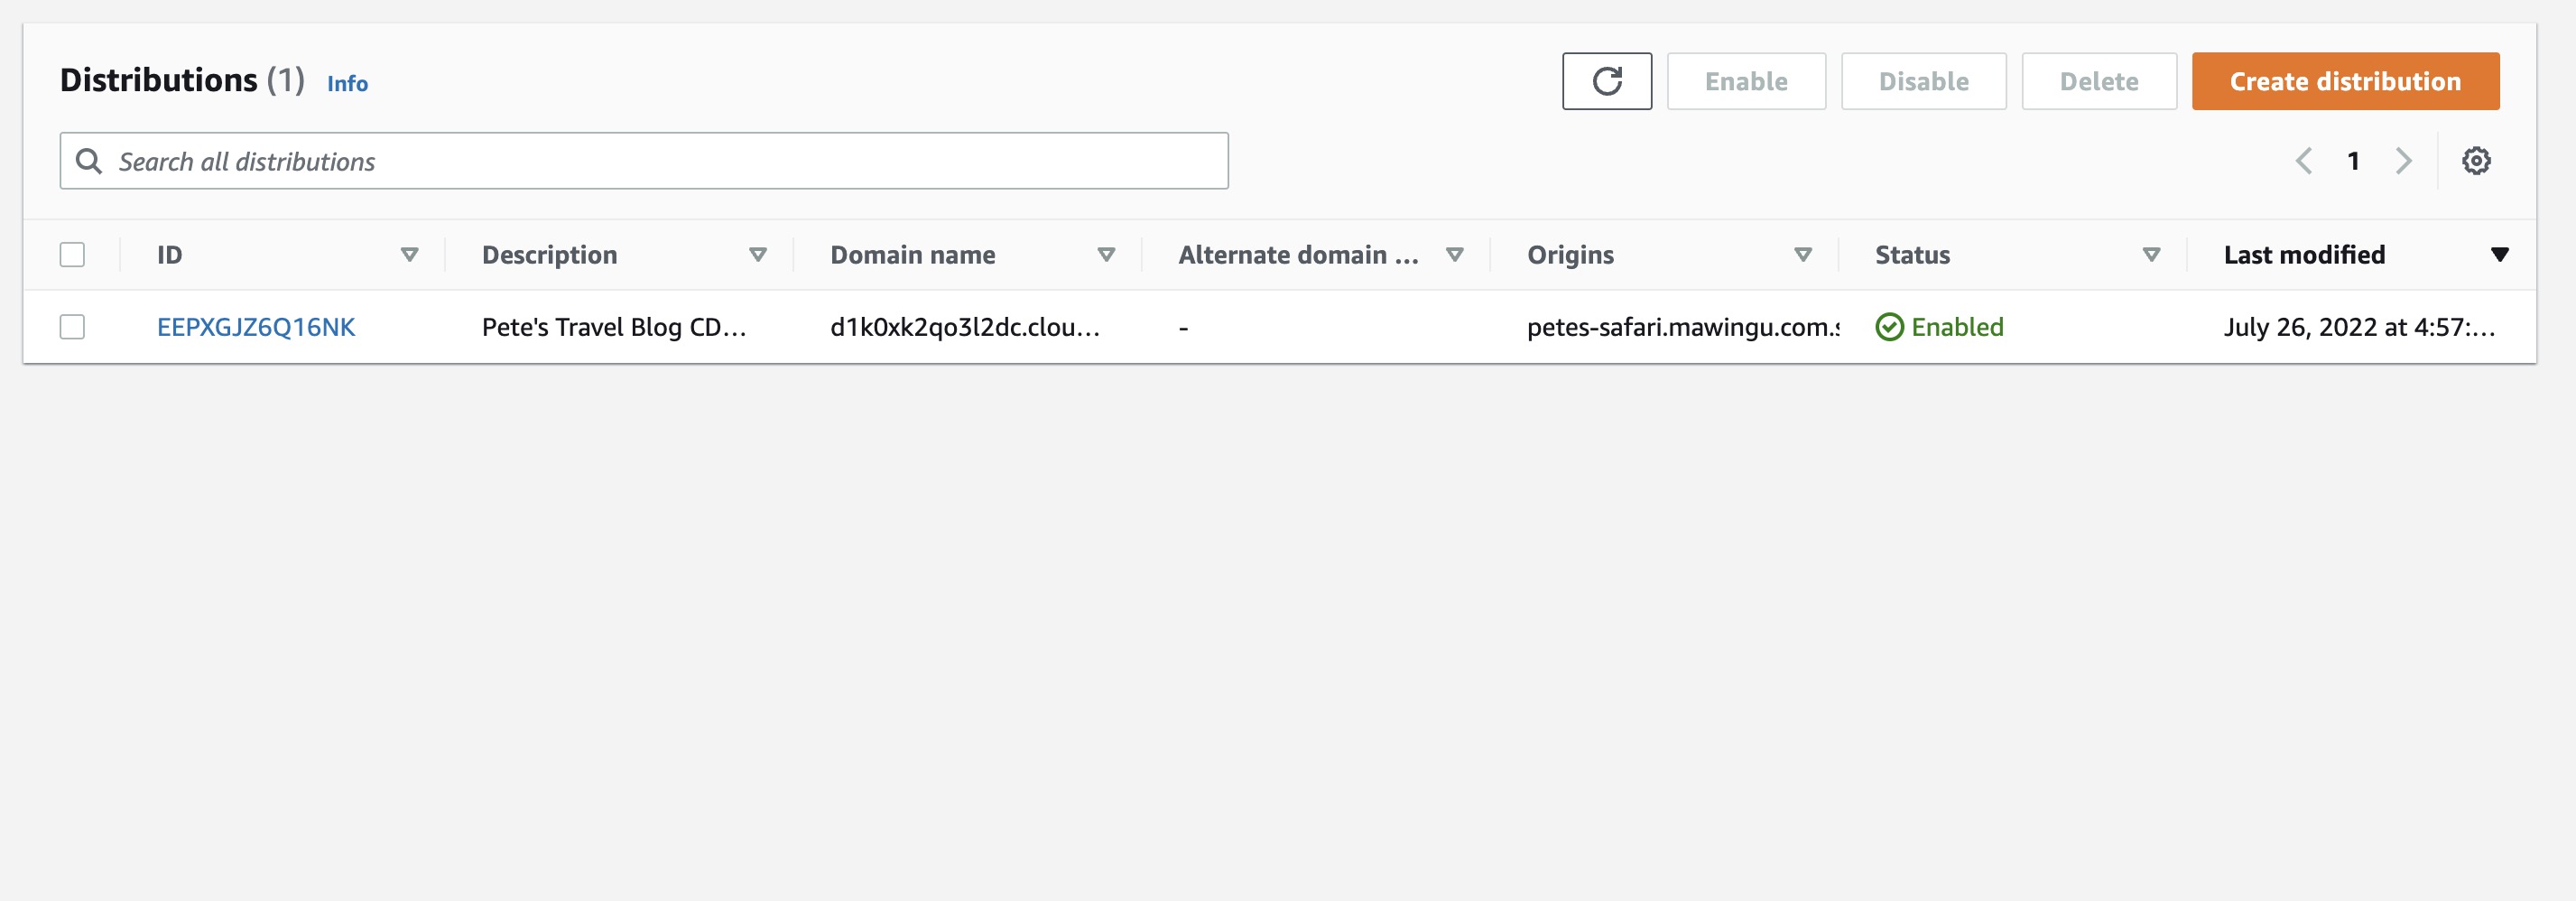 Distributions (1) Info
Enable Disable Delete Create distribution
Search all distributions
1
ID Description Domain name Alternate domain ... Origins Status Last modified
EEPXGJZ6Q16NK Pete's Travel Blog CD... d1k0xk2qo3l2dc.clou... - petes-safari.mawingu.com.s Enabled July 26, 2022 at 4:57:...